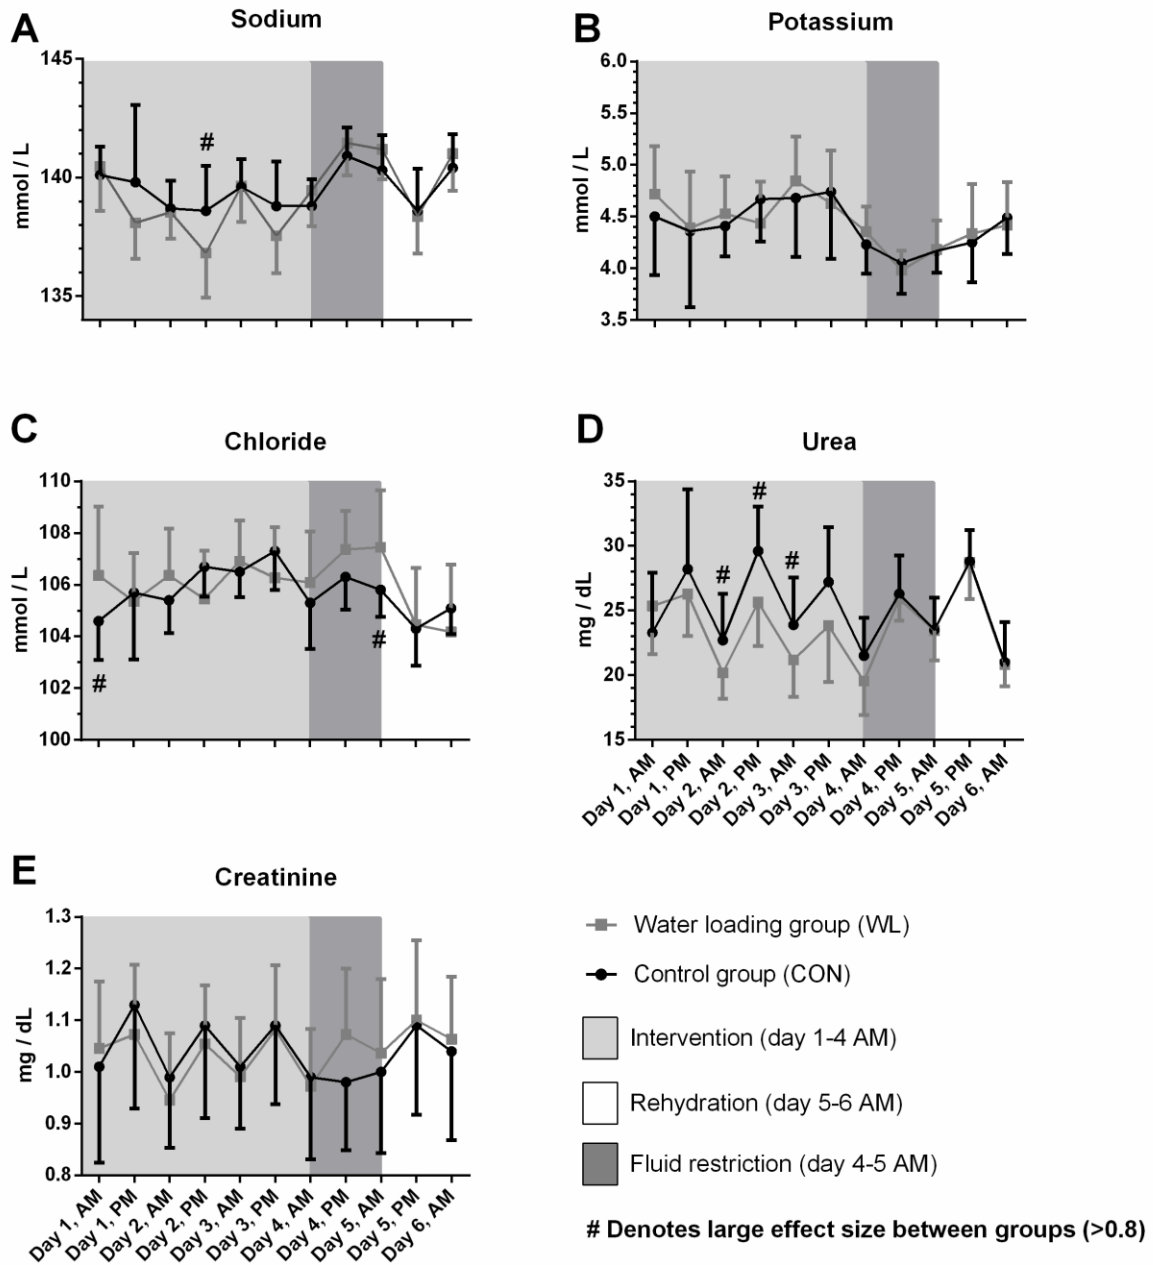 A
Sodium
mmol / L
145
140
135
#
B
Potassium
mmol / L
6.0
5.5
5.0
4.5
4.0
3.5
C
Chloride
mmol / L
110
108
106
104
102
100
#
#
D
Urea
mg / dL
35
30
25
20
15
#
#
#
Day 1, AM
Day 1, PM
Day 2, AM
Day 2, PM
Day 3, AM
Day 3, PM
Day 4, AM
Day 4, PM
Day 5, AM
Day 5, PM
Day 6, AM
E
Creatinine
mg / dL
1.3
1.2
1.1
1.0
0.9
0.8
Day 1, AM
Day 1, PM
Day 2, AM
Day 2, PM
Day 3, AM
Day 3, PM
Day 4, AM
Day 4, PM
Day 5, AM
Day 5, PM
Day 6, AM
Water loading group (WL)
Control group (CON)
Intervention (day 1-4 AM)
Rehydration (day 5-6 AM)
Fluid restriction (day 4-5 AM)
# Denotes large effect size between groups (>0.8)